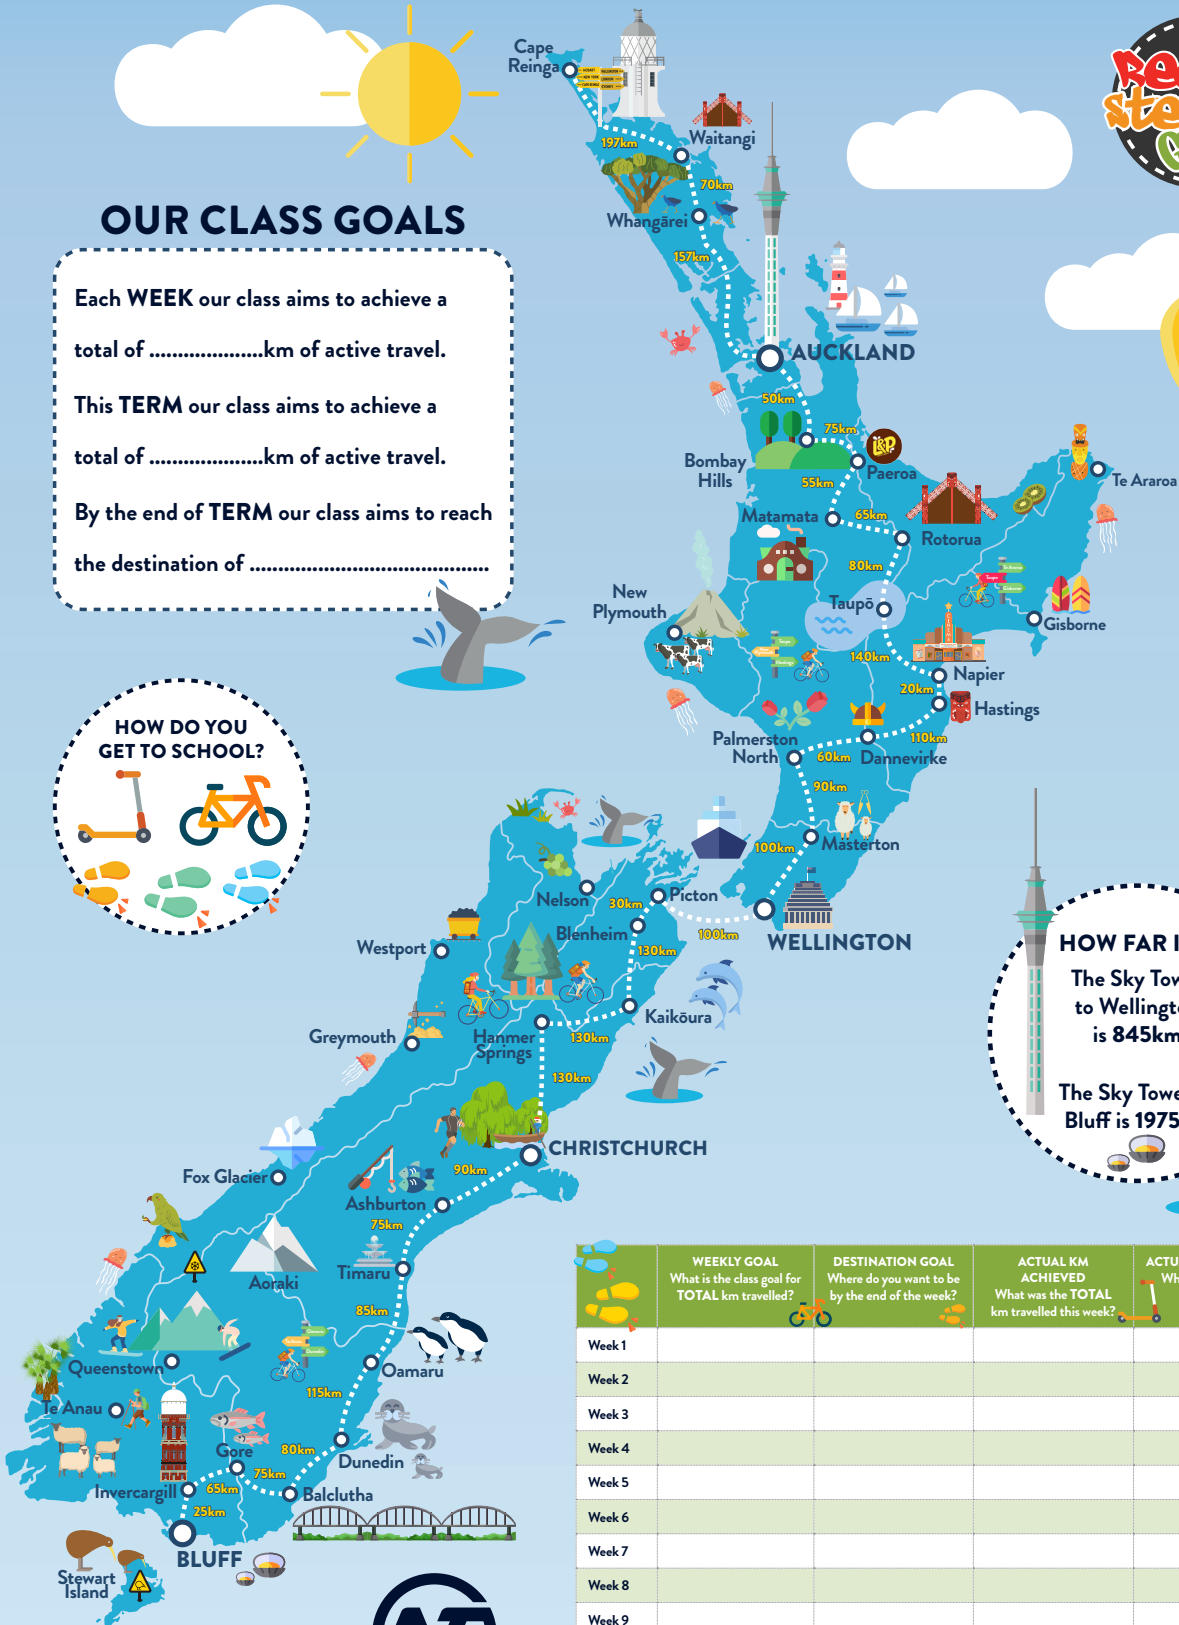 OUR CLASS GOALS
Each WEEK our class aims to achieve a
total of ....................km of active travel.
This TERM our class aims to achieve a
total of ....................km of active travel.
By the end of TERM our class aims to reach
the destination of ..........................................
HOW DO YOU
GET TO SCHOOL?
Cape
Reinga
197km
Waitangi
70km
Whangārei
157km
AUCKLAND
50km
75km
Bombay
Hills
L&P
Paeroa
55km
Matamata
65km
Rotorua
Te Araroa
80km
New
Plymouth
Taupō
Gisborne
140km
Napier
20km
Hastings
110km
Palmerston
North
60km
Dannevirke
90km
Masterton
100km
WELLINGTON
100km
Picton
Nelson
30km
Blenheim
130km
Westport
Kaikōura
Greymouth
Hanmer
Springs
130km
130km
CHRISTCHURCH
90km
Fox Glacier
Ashburton
75km
Aoraki
Timaru
85km
Queenstown
Oamaru
115km
Te Anau
Gore
80km
Dunedin
75km
Invercargill
65km
Balclutha
25km
BLUFF
Stewart
Island
HOW FAR I
The Sky Tow
to Wellingt
is 845km
The Sky Towe
Bluff is 1975
WEEKLY GOAL
What is the class goal for
TOTAL km travelled?
DESTINATION GOAL
Where do you want to be
by the end of the week?
ACTUAL KM
ACHIEVED
What was the TOTAL
km travelled this week?
ACTU
Wh
Week 1
Week 2
Week 3
Week 4
Week 5
Week 6
Week 7
Week 8
Week 9